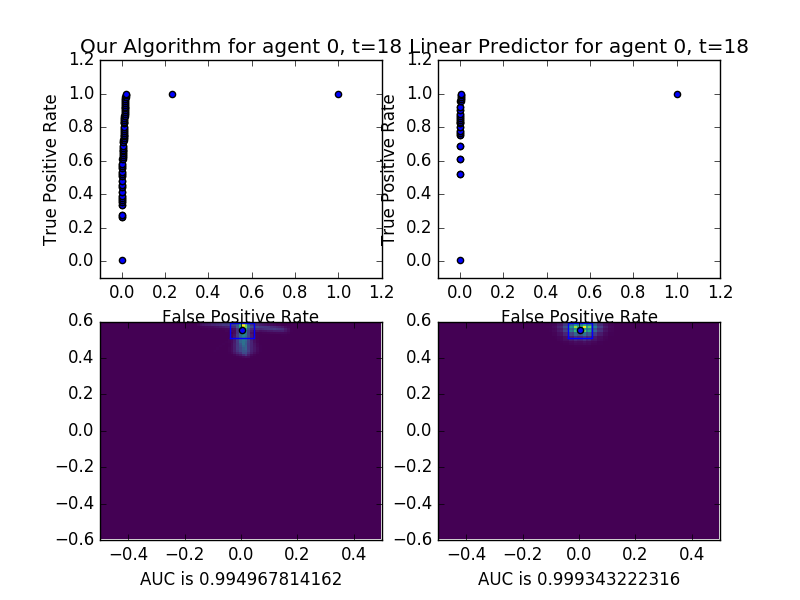 Our Algorithm for agent 0, t=18
Linear Predictor for agent 0, t=18
True Positive Rate
1.2
1.0
0.8
0.6
0.4
0.2
0.0
0.0 0.2 0.4 0.6 0.8 1.0 1.2
False Positive Rate
True Positive Rate
1.2
1.0
0.8
0.6
0.4
0.2
0.0
0.0 0.2 0.4 0.6 0.8 1.0 1.2
False Positive Rate
0.6
0.4
0.2
0.0
−0.2
−0.4
−0.6
−0.4 −0.2 0.0 0.2 0.4
AUC is 0.994967814162
0.6
0.4
0.2
0.0
−0.2
−0.4
−0.6
−0.4 −0.2 0.0 0.2 0.4
AUC is 0.999343222316